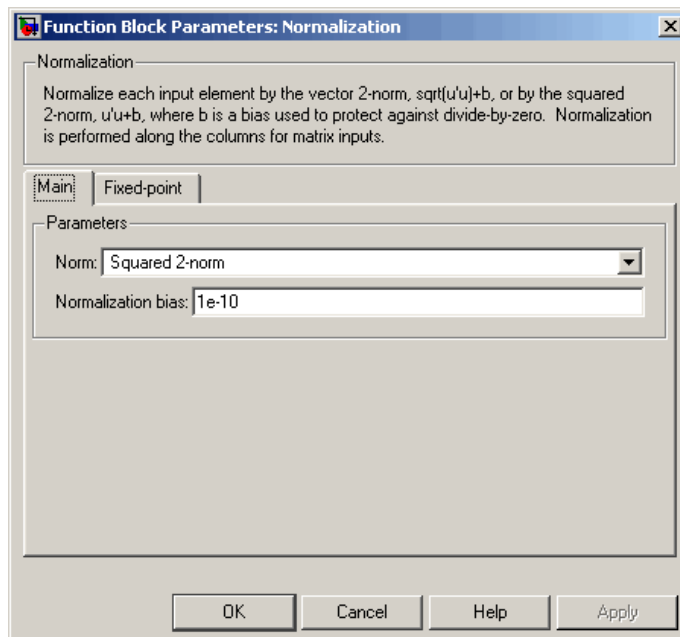 Function Block Parameters: Normalization
Normalization
Normalize each input element by the vector 2-norm, sqrt(u'u)+b, or by the squared
2-norm, u'u+b, where b is a bias used to protect against divide-by-zero.  Normalization
is performed along the columns for matrix inputs.
Main Fixed-point
Parameters
Norm: Squared 2-norm
Normalization bias: 1e-10
OK Cancel Help Apply